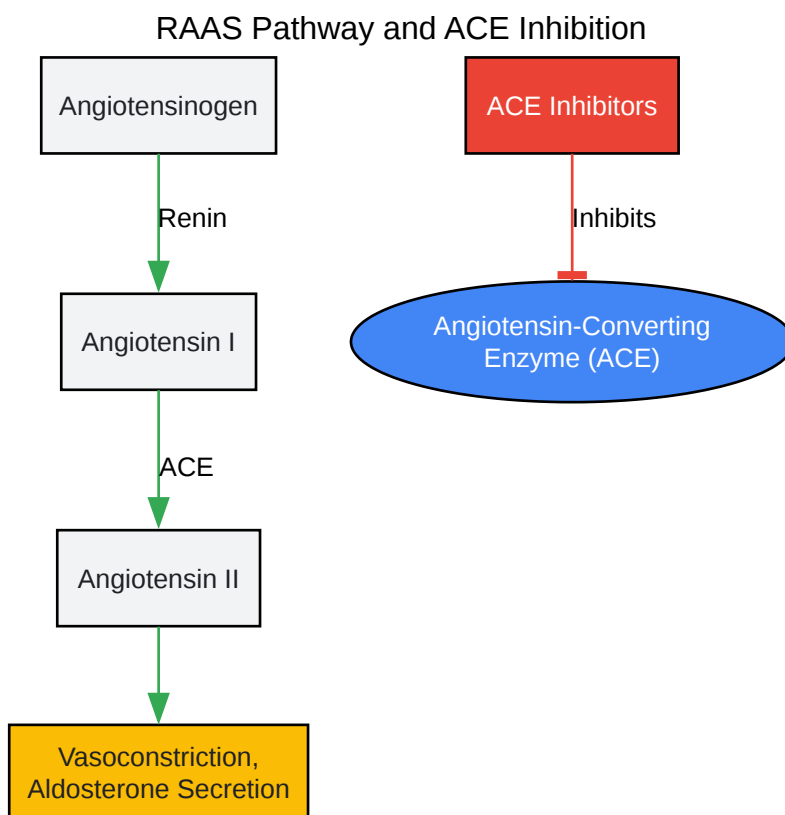 RAAS Pathway and ACE Inhibition
Angiotensinogen
ACE Inhibitors
Renin
Inhibits
Angiotensin I
Angiotensin-Converting
Enzyme (ACE)
ACE
Angiotensin II
Vasoconstriction,
Aldosterone Secretion